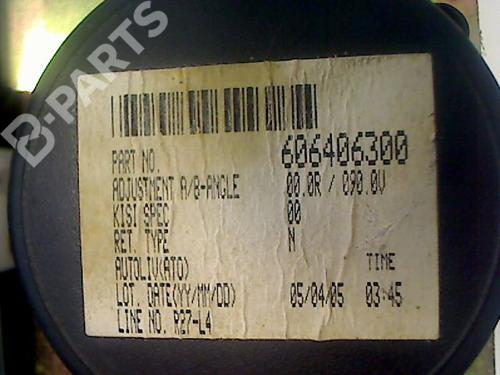 B-PARTS
PART NO. 606406300
ADJUSTMENT A/B-ANGLE 00.0R / 090.0V
KISI SPEC 00
RET. TYPE N
AUTOLIV(ATO) TIME
LOT. DATE(YY/MM/DD) 05/04/05 03:45
LINE NO. R27-L4